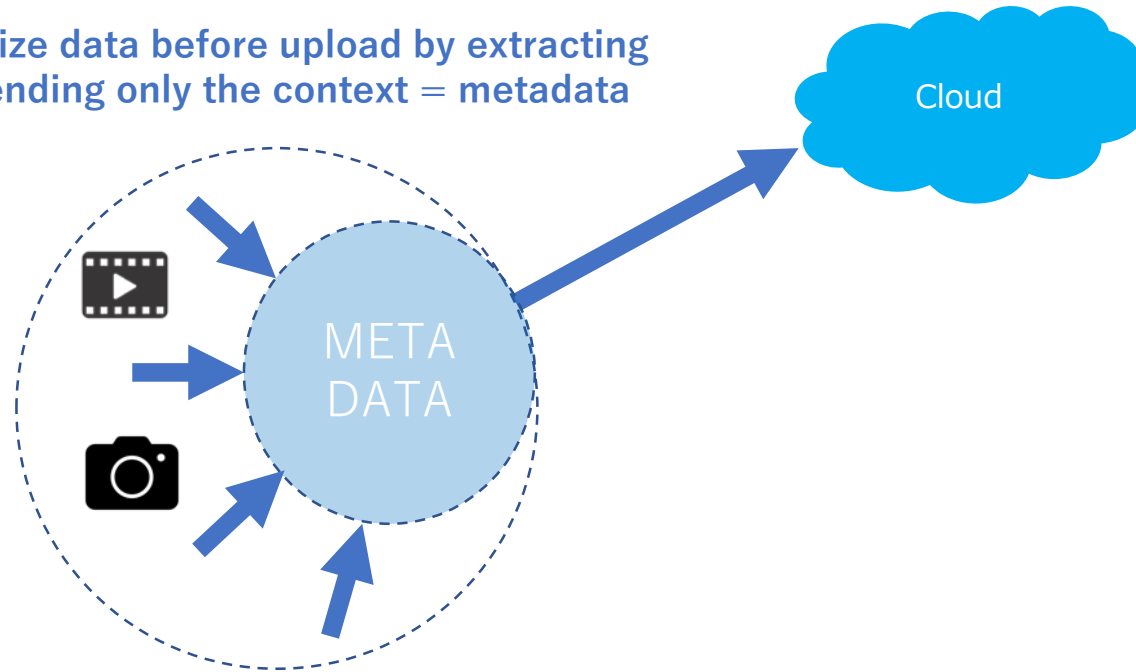 ize data before upload by extracting
ending only the context = metadata
Cloud
META
DATA